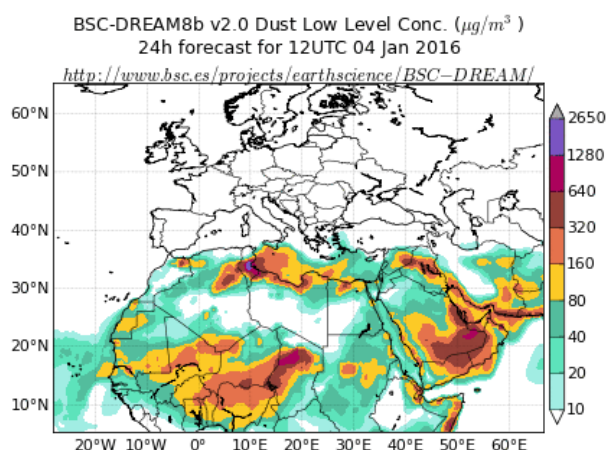 BSC-DREAM8b v2.0 Dust Low Level Conc. (μg/m³ )
24h forecast for 12UTC 04 Jan 2016
http://www.bsc.es/projects/earthscience/BSC−DREAM/
60°N
50°N
40°N
30°N
20°N
10°N
20°W
10°W
0°
10°E
20°E
30°E
40°E
50°E
60°E
2650
1280
640
320
160
80
40
20
10